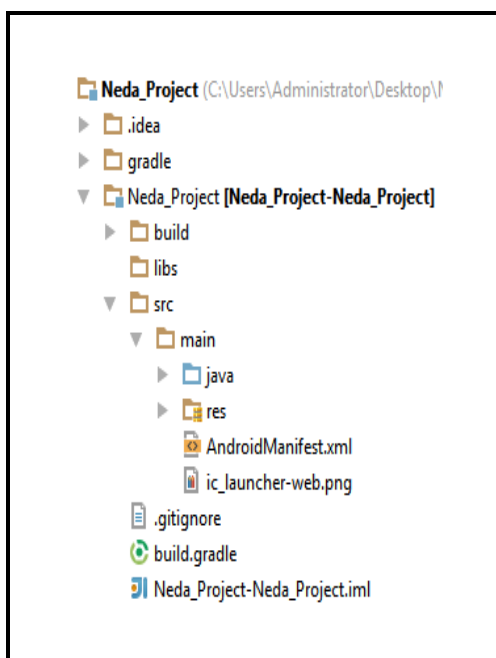 Neda_Project (C:\Users\Administrator\Desktop\
.idea
gradle
Neda_Project [Neda_Project-Neda_Project]
build
libs
src
main
java
res
AndroidManifest.xml
ic_launcher-web.png
.gitignore
build.gradle
Neda_Project-Neda_Project.iml